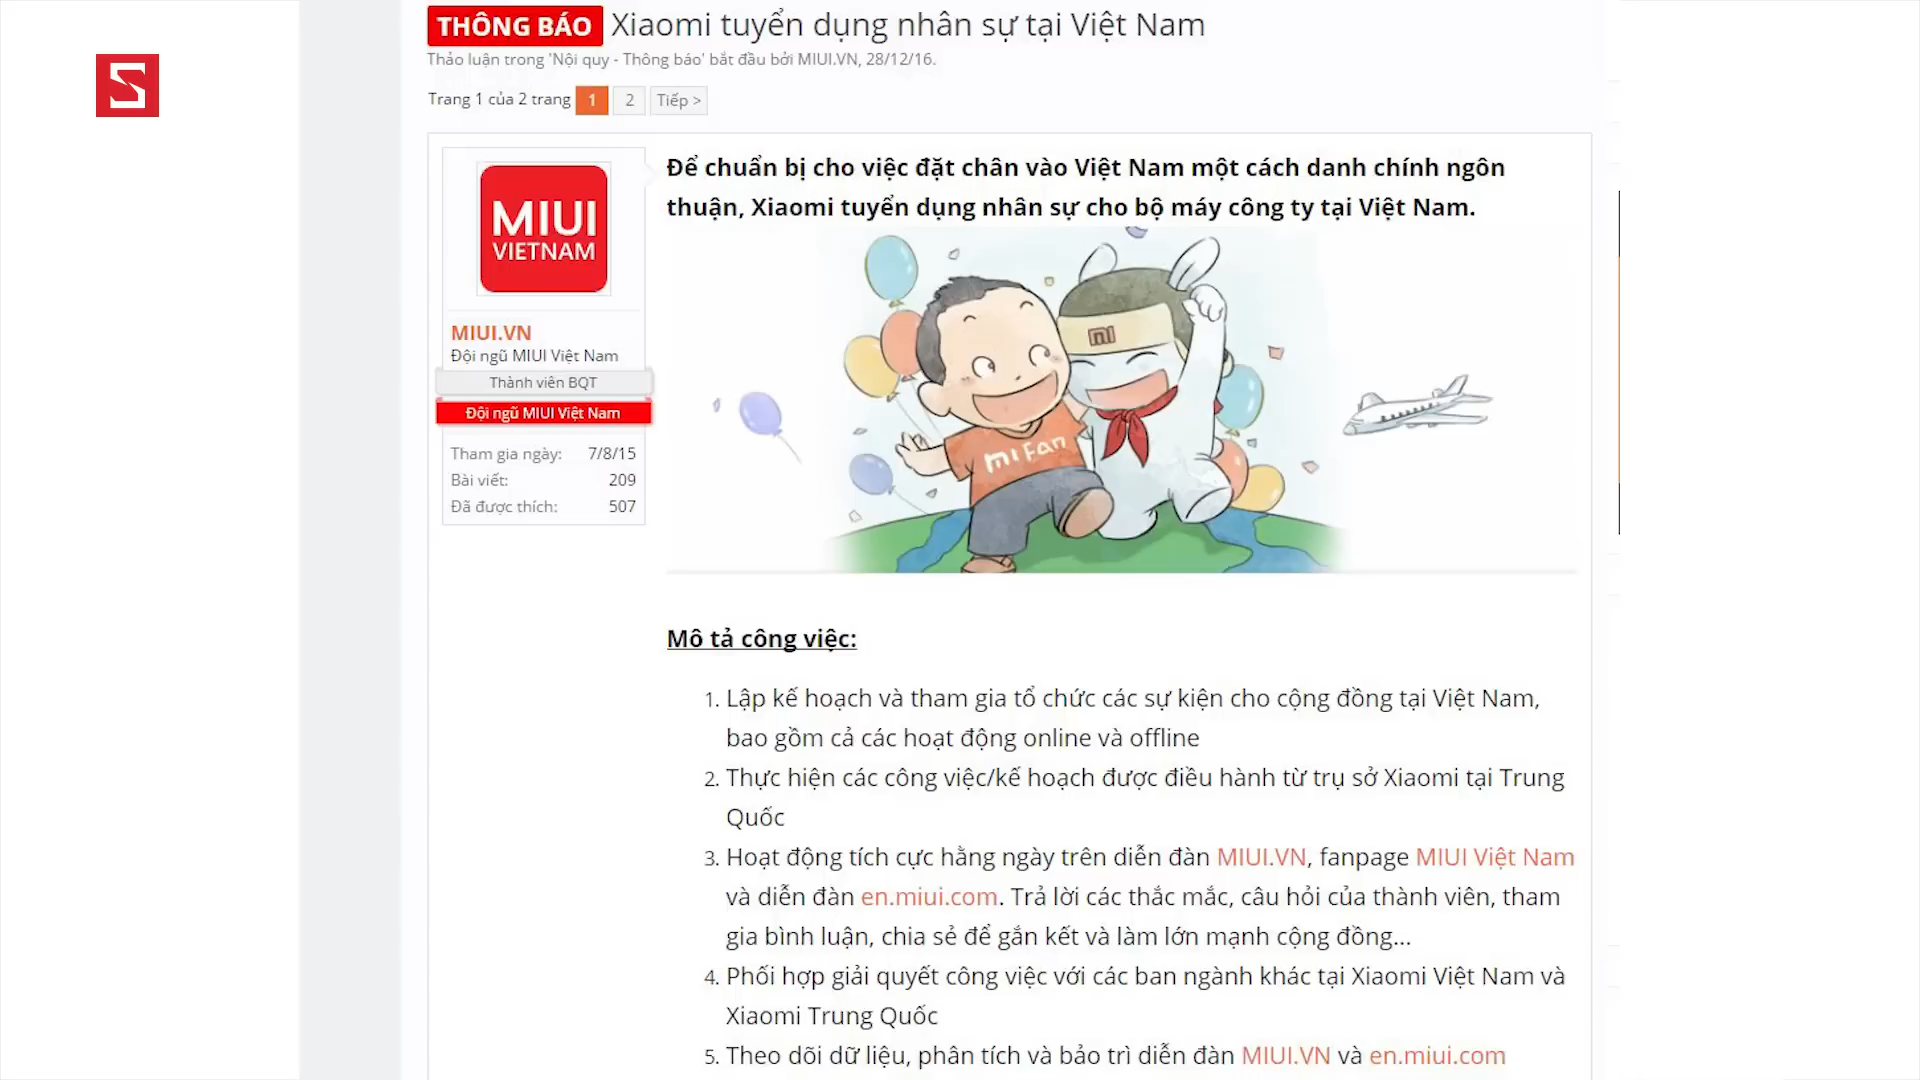 THÔNG BÁO Xiaomi tuyển dụng nhân sự tại Việt Nam
Thảo luận trong 'Nội quy - Thông báo' bắt đầu bởi MIUI.VN, 28/12/16.
Trang 1 của 2 trang 1 2 Tiếp >
MIUI
VIETNAM
MIUI.VN
Đội ngũ MIUI Việt Nam
Thành viên BQT
Đội ngũ MIUI Việt Nam
Tham gia ngày: 7/8/15
Bài viết: 209
Đã được thích: 507
Để chuẩn bị cho việc đặt chân vào Việt Nam một cách danh chính ngôn
thuận, Xiaomi tuyển dụng nhân sự cho bộ máy công ty tại Việt Nam.
mi
mi Fan
Mô tả công việc:
1. Lập kế hoạch và tham gia tổ chức các sự kiện cho cộng đồng tại Việt Nam,
bao gồm cả các hoạt động online và offline
2. Thực hiện các công việc/kế hoạch được điều hành từ trụ sở Xiaomi tại Trung
Quốc
3. Hoạt động tích cực hằng ngày trên diễn đàn MIUI.VN, fanpage MIUI Việt Nam
và diễn đàn en.miui.com. Trả lời các thắc mắc, câu hỏi của thành viên, tham
gia bình luận, chia sẻ để gắn kết và làm lớn mạnh cộng đồng...
4. Phối hợp giải quyết công việc với các ban ngành khác tại Xiaomi Việt Nam và
Xiaomi Trung Quốc
5. Theo dõi dữ liệu, phân tích và bảo trì diễn đàn MIUI.VN và en.miui.com